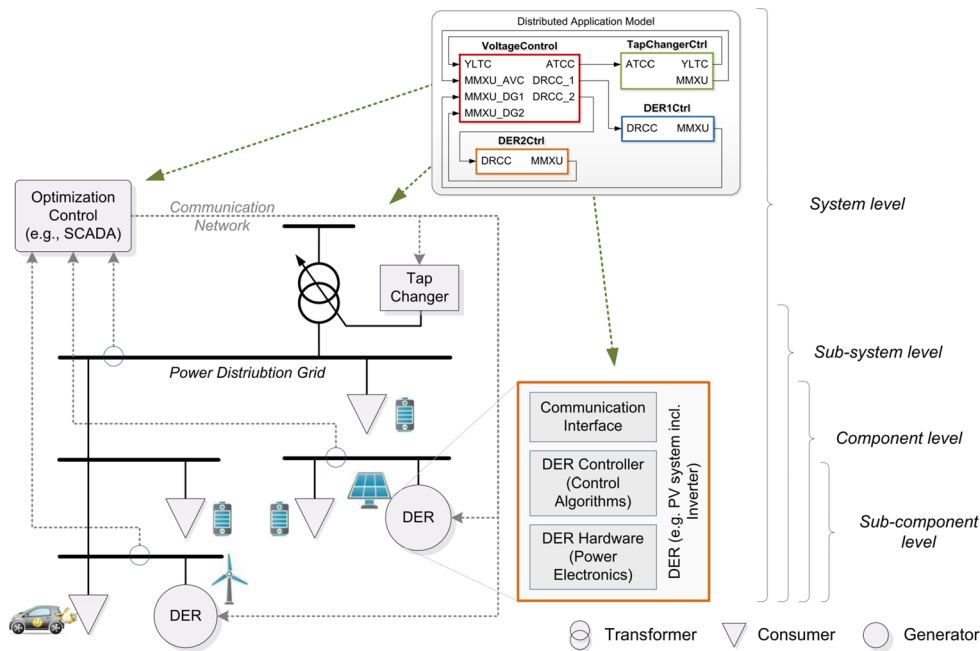 Distributed Application Model
VoltageControl
TapChangerCtrl
YLTC ATCC
ATCC YLTC
MMXU_AVC DRCC_1
MMXU
MMXU_DG1 DRCC_2
DER1Ctrl
MMXU_DG2
DRCC MMXU
DER2Ctrl
DRCC MMXU
Optimization
Control
(e.g., SCADA)
Communication
Network
Tap
Changer
System level
Power Distriubtion Grid
Sub-system level
Communication
Interface
DER Controller
(Control
Algorithms)
DER Hardware
(Power
Electronics)
DER (e.g. PV system incl.
Inverter)
Component level
Sub-component
level
DER
DER
Transformer
Consumer
Generator